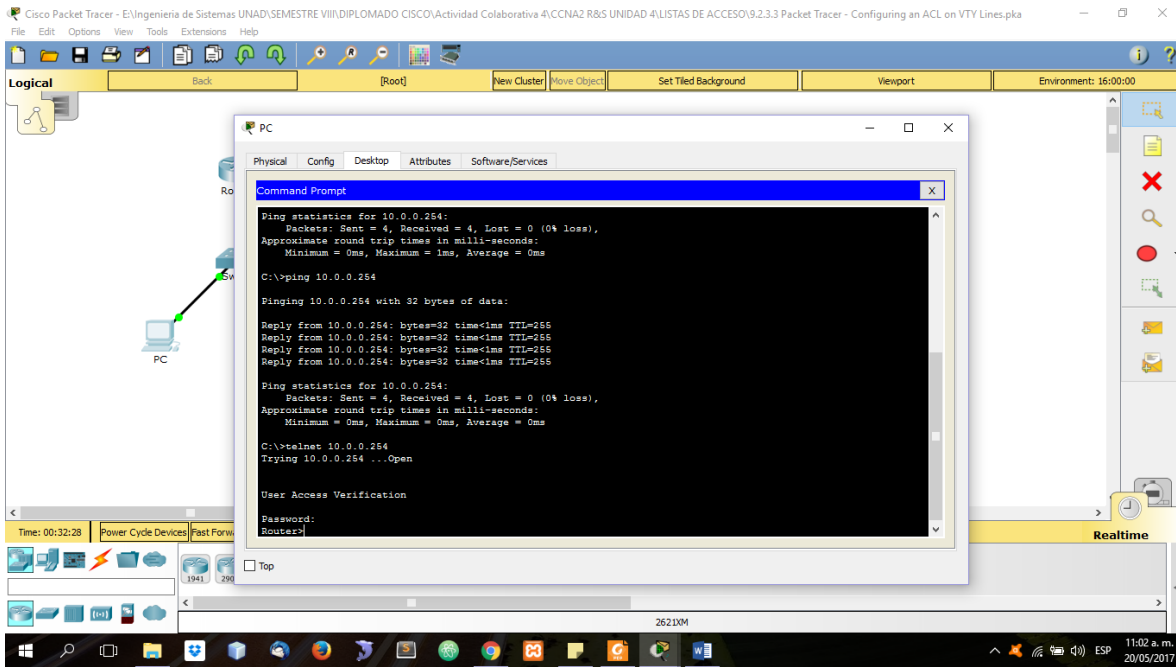 Cisco Packet Tracer - E:\Ingenieria de Sistemas UNAD\SEMESTRE VIII\DIPLOMADO CISCO\Actividad Colaborativa 4\CCNA2 R&S UNIDAD 4\LISTAS DE ACCESO\9.2.3.3 Packet Tracer - Configuring an ACL on VTY Lines.pka
File Edit Options View Tools Extensions Help
Logical Back [Root] New Cluster Move Object Set Tiled Background Viewport Environment: 16:00:00
PC
Physical Config Desktop Attributes Software/Services
Command Prompt X
Ping statistics for 10.0.0.254:
Packets: Sent = 4, Received = 4, Lost = 0 (0% loss),
Approximate round trip times in milli-seconds:
Minimum = 0ms, Maximum = 1ms, Average = 0ms
C:\>ping 10.0.0.254
Pinging 10.0.0.254 with 32 bytes of data:
Reply from 10.0.0.254: bytes=32 time<1ms TTL=255
Reply from 10.0.0.254: bytes=32 time<1ms TTL=255
Reply from 10.0.0.254: bytes=32 time<1ms TTL=255
Reply from 10.0.0.254: bytes=32 time<1ms TTL=255
Ping statistics for 10.0.0.254:
Packets: Sent = 4, Received = 4, Lost = 0 (0% loss),
Approximate round trip times in milli-seconds:
Minimum = 0ms, Maximum = 0ms, Average = 0ms
C:\>telnet 10.0.0.254
Trying 10.0.0.254 ...Open
User Access Verification
Password:
Router>
Top
Ro
Sw
PC
Time: 00:32:28 Power Cycle Devices Fast Forw
Realtime
1941 290
2621XM
ESP
11:02 a. m.
20/05/2017